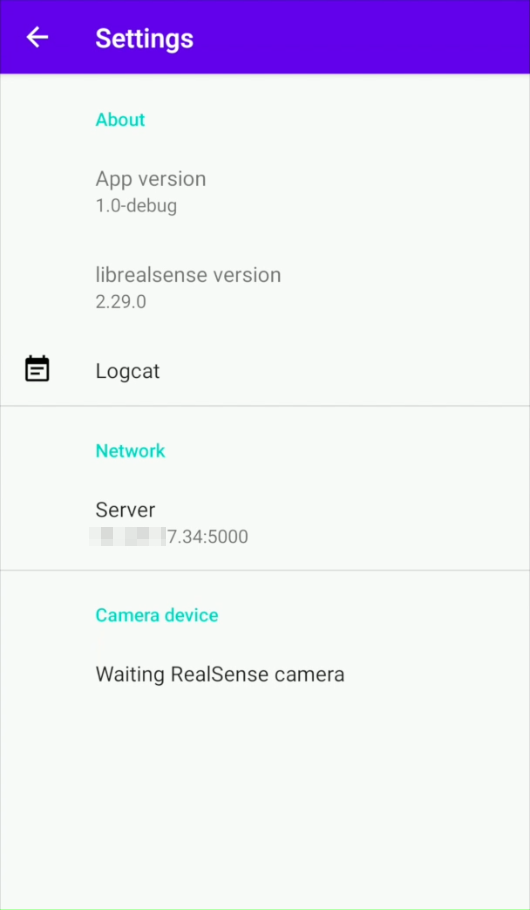 Settings
About
App version
1.0-debug
librealsense version
2.29.0
Logcat
Network
Server
7.34:5000
Camera device
Waiting RealSense camera